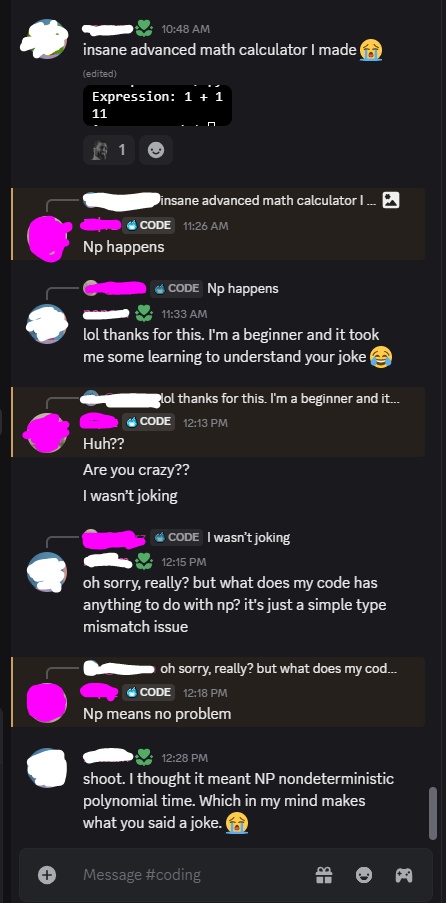 10:48 AM
insane advanced math calculator I made 😭
(edited)
Expression: 1 + 1
11
1
insane advanced math calculator I ...
CODE 11:26 AM
Np happens
CODE Np happens
11:33 AM
lol thanks for this. I'm a beginner and it took
me some learning to understand your joke 😂
lol thanks for this. I'm a beginner and it...
CODE 12:13 PM
Huh??
Are you crazy??
I wasn't joking
CODE I wasn't joking
12:15 PM
oh sorry, really? but what does my code has
anything to do with np? it's just a simple type
mismatch issue
oh sorry, really? but what does my cod...
CODE 12:18 PM
Np means no problem
12:28 PM
shoot. I thought it meant NP nondeterministic
polynomial time. Which in my mind makes
what you said a joke. 😭
Message #coding